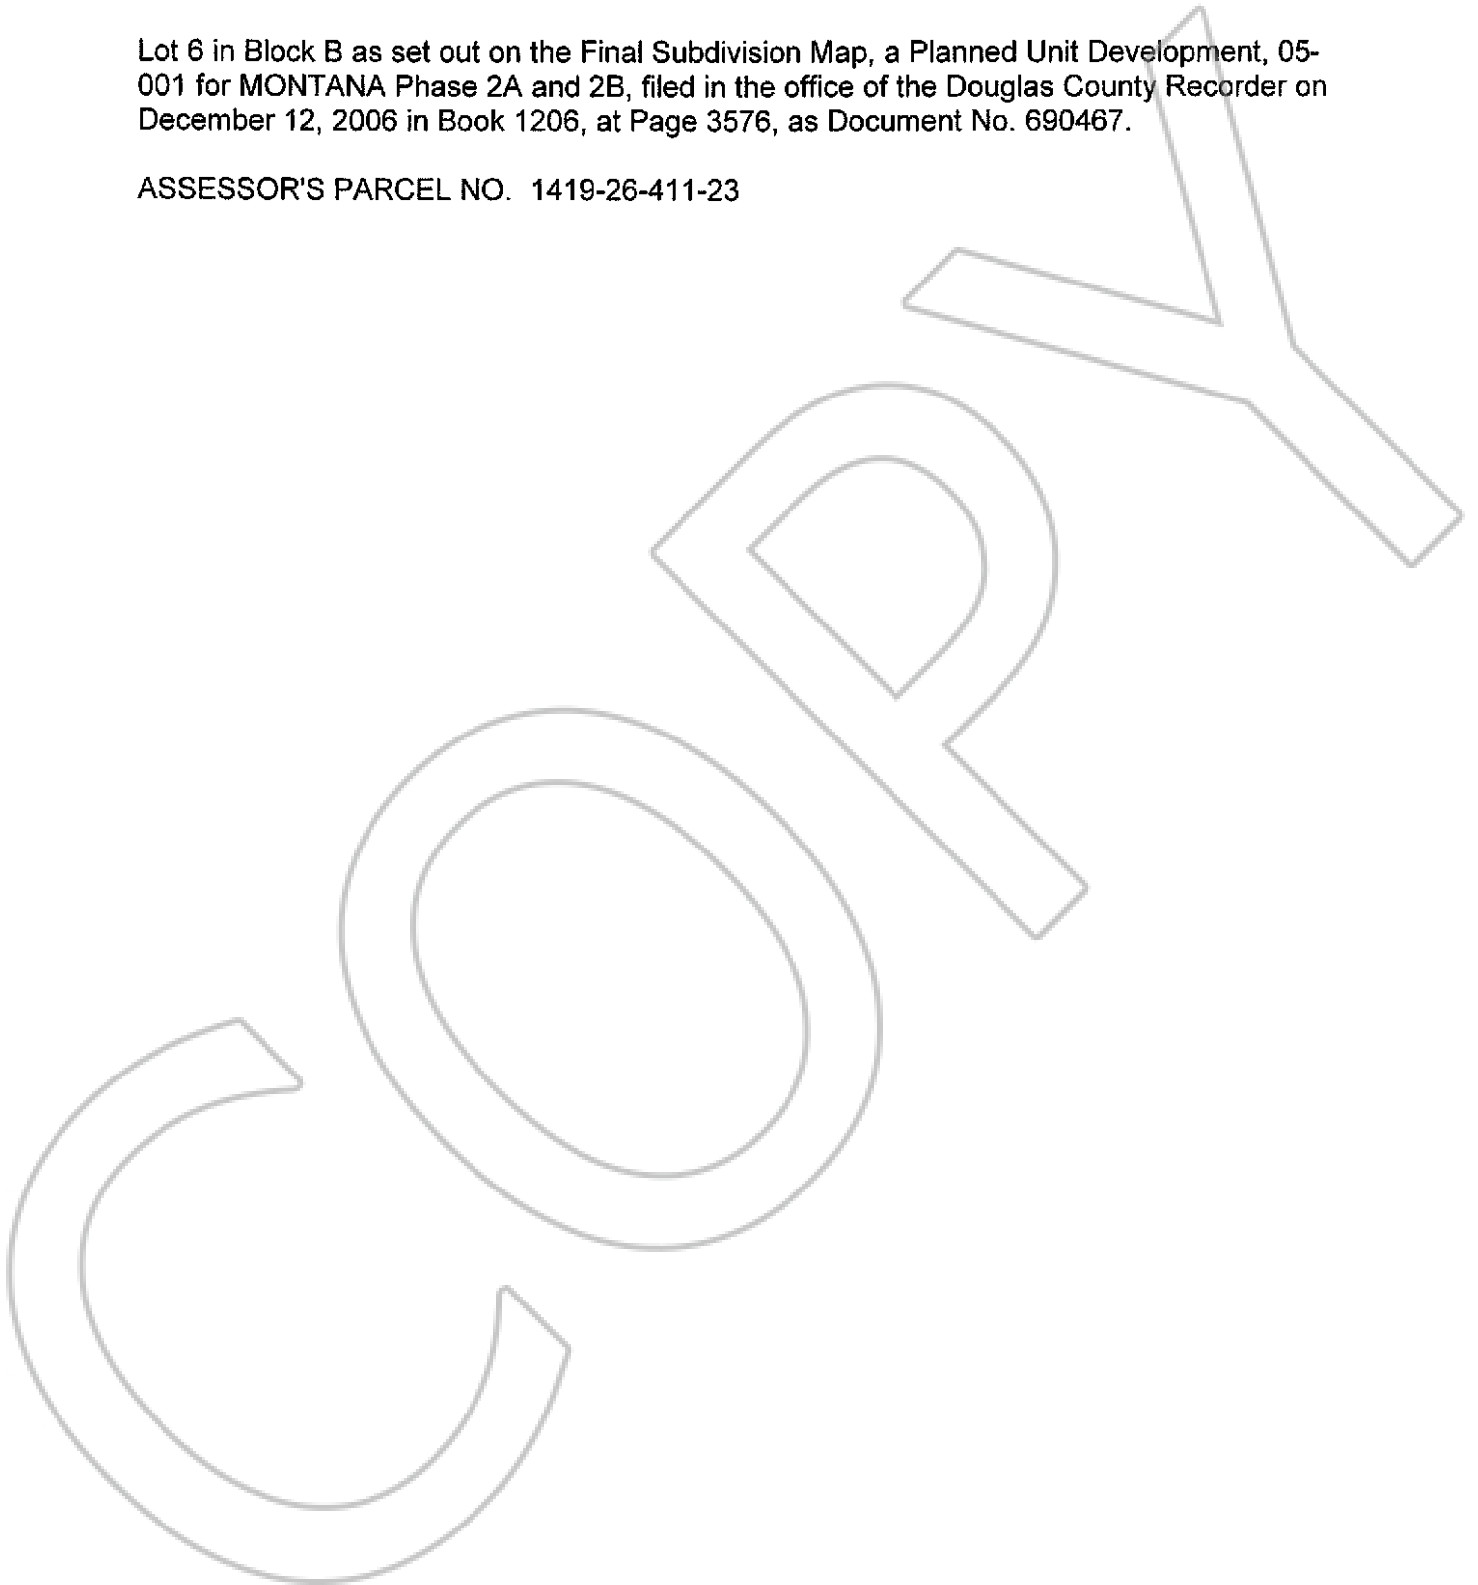 Lot 6 in Block B as set out on the Final Subdivision Map, a Planned Unit Development, 05-
001 for MONTANA Phase 2A and 2B, filed in the office of the Douglas County Recorder on
December 12, 2006 in Book 1206, at Page 3576, as Document No. 690467.
ASSESSOR'S PARCEL NO. 1419-26-411-23
COPY